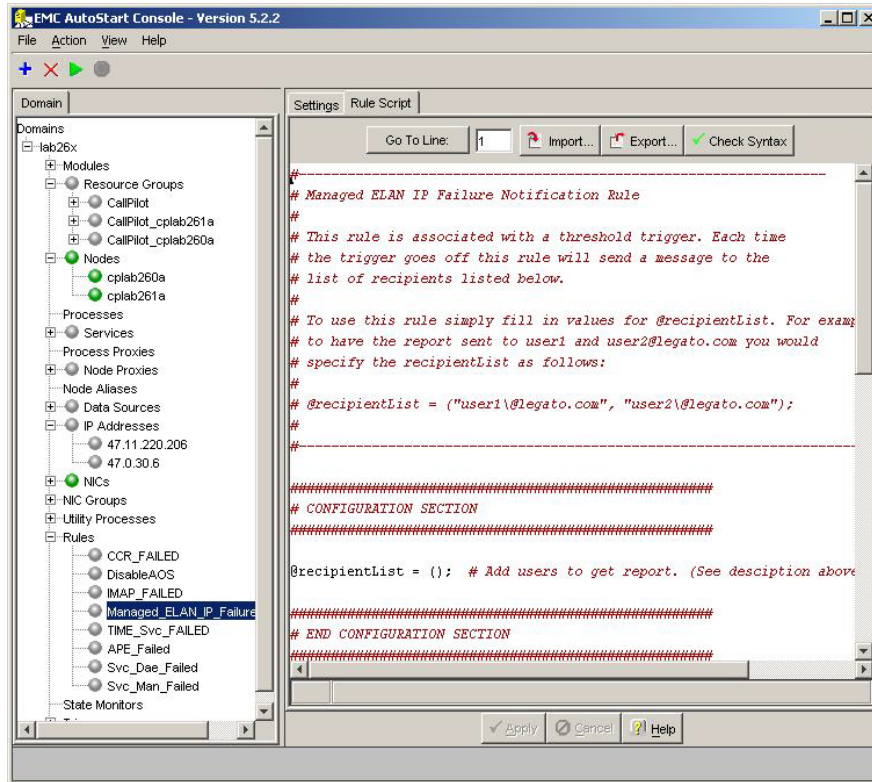 EMC AutoStart Console - Version 5.2.2
File Action View Help
Domain
Domains
lab26x
Modules
Resource Groups
CallPilot
CallPilot_cplab261a
CallPilot_cplab260a
Nodes
cplab260a
cplab261a
Processes
Services
Process Proxies
Node Proxies
Node Aliases
Data Sources
IP Addresses
47.11.220.206
47.0.30.6
NICs
NIC Groups
Utility Processes
Rules
CCR_FAILED
DisableAOS
IMAP_FAILED
Managed_ELAN_IP_Failure
TIME_Svc_FAILED
APE_Failed
Svc_Dae_Failed
Svc_Man_Failed
State Monitors
Settings Rule Script
Go To Line: 1 Import... Export... Check Syntax
#----------------------------------------------------------------------
# Managed ELAN IP Failure Notification Rule
#
# This rule is associated with a threshold trigger. Each time
# the trigger goes off this rule will send a message to the
# list of recipients listed below.
#
# To use this rule simply fill in values for @recipientList. For examp
# to have the report sent to user1 and user2@legato.com you would
# specify the recipientList as follows:
#
# @recipientList = ("user1\@legato.com", "user2\@legato.com");
#
#----------------------------------------------------------------------
########################################################
# CONFIGURATION SECTION
########################################################
@recipientList = (); # Add users to get report. (See desciption above
########################################################
# END CONFIGURATION SECTION
########################################################
Apply Cancel Help